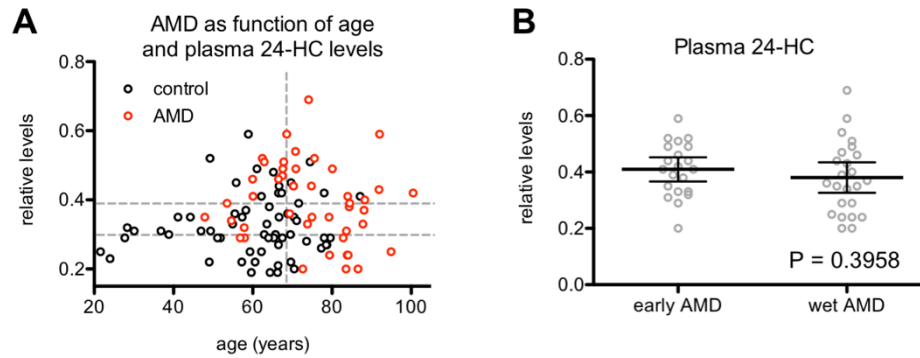 A
AMD as function of age
and plasma 24-HC levels
relative levels
0.8
0.6
0.4
0.2
control
AMD
20 40 60 80 100
age (years)
B
Plasma 24-HC
relative levels
0.8
0.6
0.4
0.2
0.0
P = 0.3958
early AMD wet AMD